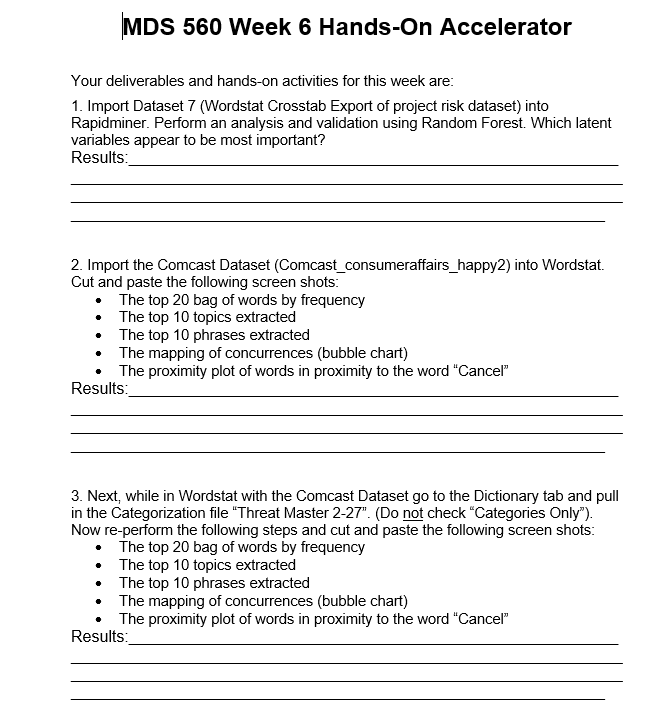 MDS 560 Week 6 Hands-On Accelerator
Your deliverables and hands-on activities for this week are:
1. Import Dataset 7 (Wordstat Crosstab Export of project risk dataset) into
Rapidminer. Perform an analysis and validation using Random Forest. Which latent
variables appear to be most important?
Results:
2. Import the Comcast Dataset (Comcast_consumeraffairs_happy2) into Wordstat.
Cut and paste the following screen shots:
• The top 20 bag of words by frequency
• The top 10 topics extracted
• The top 10 phrases extracted
• The mapping of concurrences (bubble chart)
• The proximity plot of words in proximity to the word “Cancel”
Results:
3. Next, while in Wordstat with the Comcast Dataset go to the Dictionary tab and pull
in the Categorization file “Threat Master 2-27”. (Do not check “Categories Only”).
Now re-perform the following steps and cut and paste the following screen shots:
• The top 20 bag of words by frequency
• The top 10 topics extracted
• The top 10 phrases extracted
• The mapping of concurrences (bubble chart)
• The proximity plot of words in proximity to the word “Cancel”
Results: